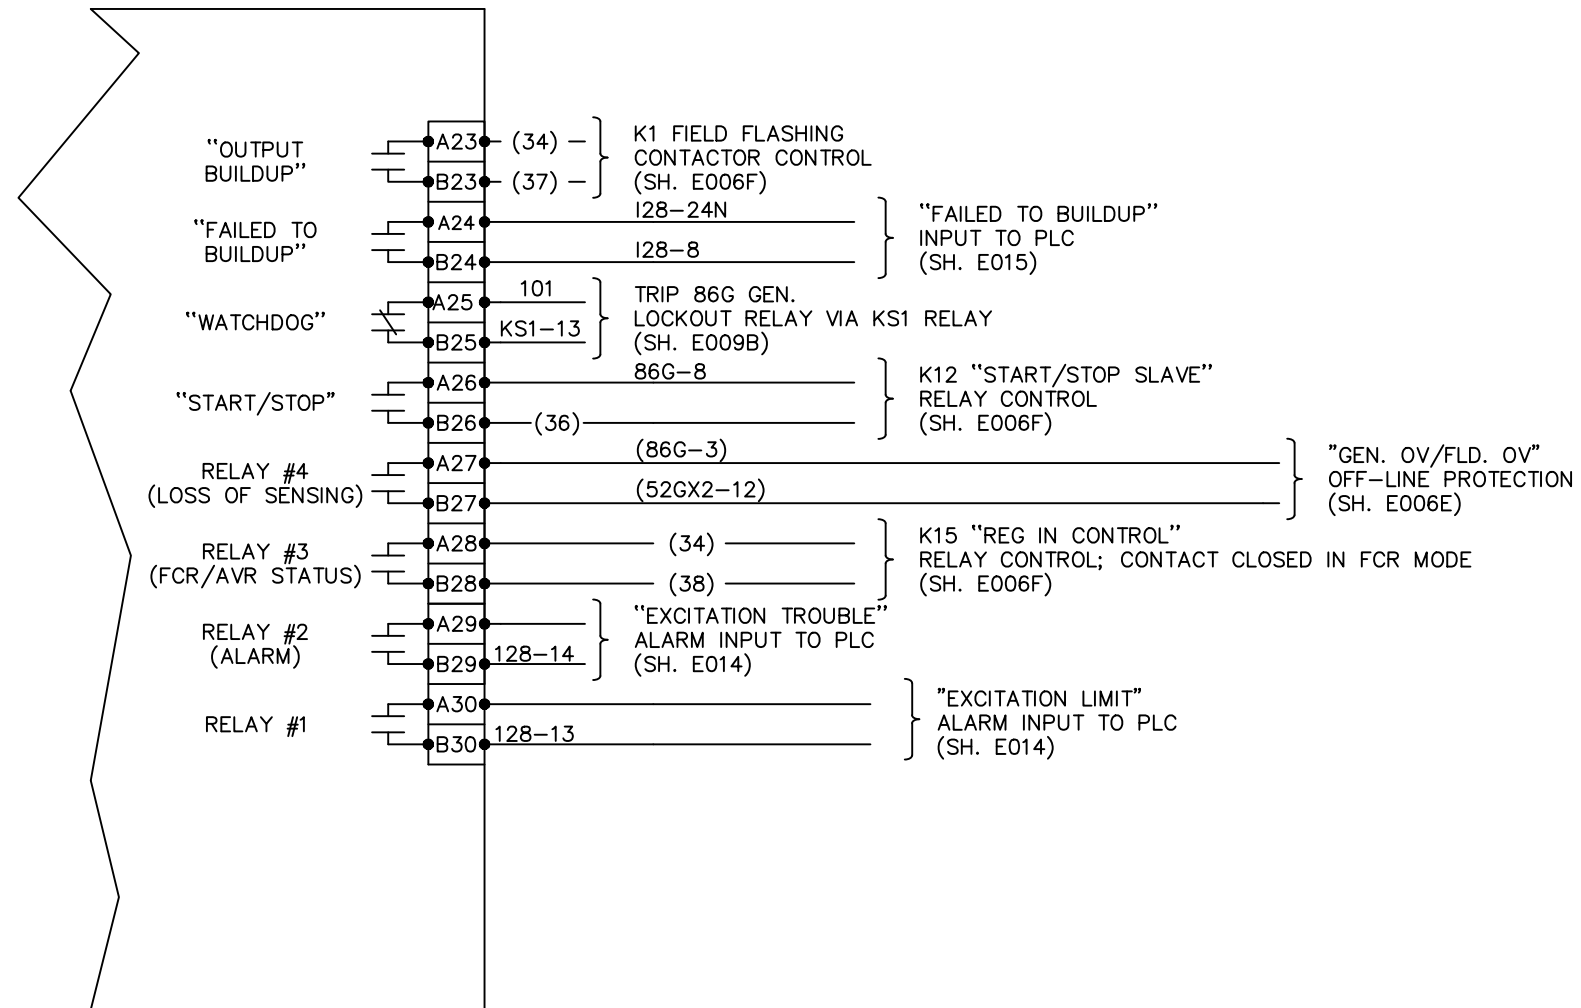 “OUTPUT
BUILDUP”
A23
(34)
B23
(37)
K1 FIELD FLASHING
CONTACTOR CONTROL
(SH. E006F)
“FAILED TO
BUILDUP”
A24
I28-24N
B24
I28-8
“FAILED TO BUILDUP”
INPUT TO PLC
(SH. E015)
“WATCHDOG”
A25
101
B25
KS1-13
TRIP 86G GEN.
LOCKOUT RELAY VIA KS1 RELAY
(SH. E009B)
“START/STOP”
A26
86G-8
B26
(36)
K12 “START/STOP SLAVE”
RELAY CONTROL
(SH. E006F)
RELAY #4
(LOSS OF SENSING)
A27
(86G-3)
B27
(52GX2-12)
”GEN. OV/FLD. OV”
OFF-LINE PROTECTION
(SH. E006E)
RELAY #3
(FCR/AVR STATUS)
A28
(34)
B28
(38)
K15 “REG IN CONTROL”
RELAY CONTROL; CONTACT CLOSED IN FCR MODE
(SH. E006F)
RELAY #2
(ALARM)
A29
B29
128-14
“EXCITATION TROUBLE”
ALARM INPUT TO PLC
(SH. E014)
RELAY #1
A30
B30
128-13
”EXCITATION LIMIT”
ALARM INPUT TO PLC
(SH. E014)